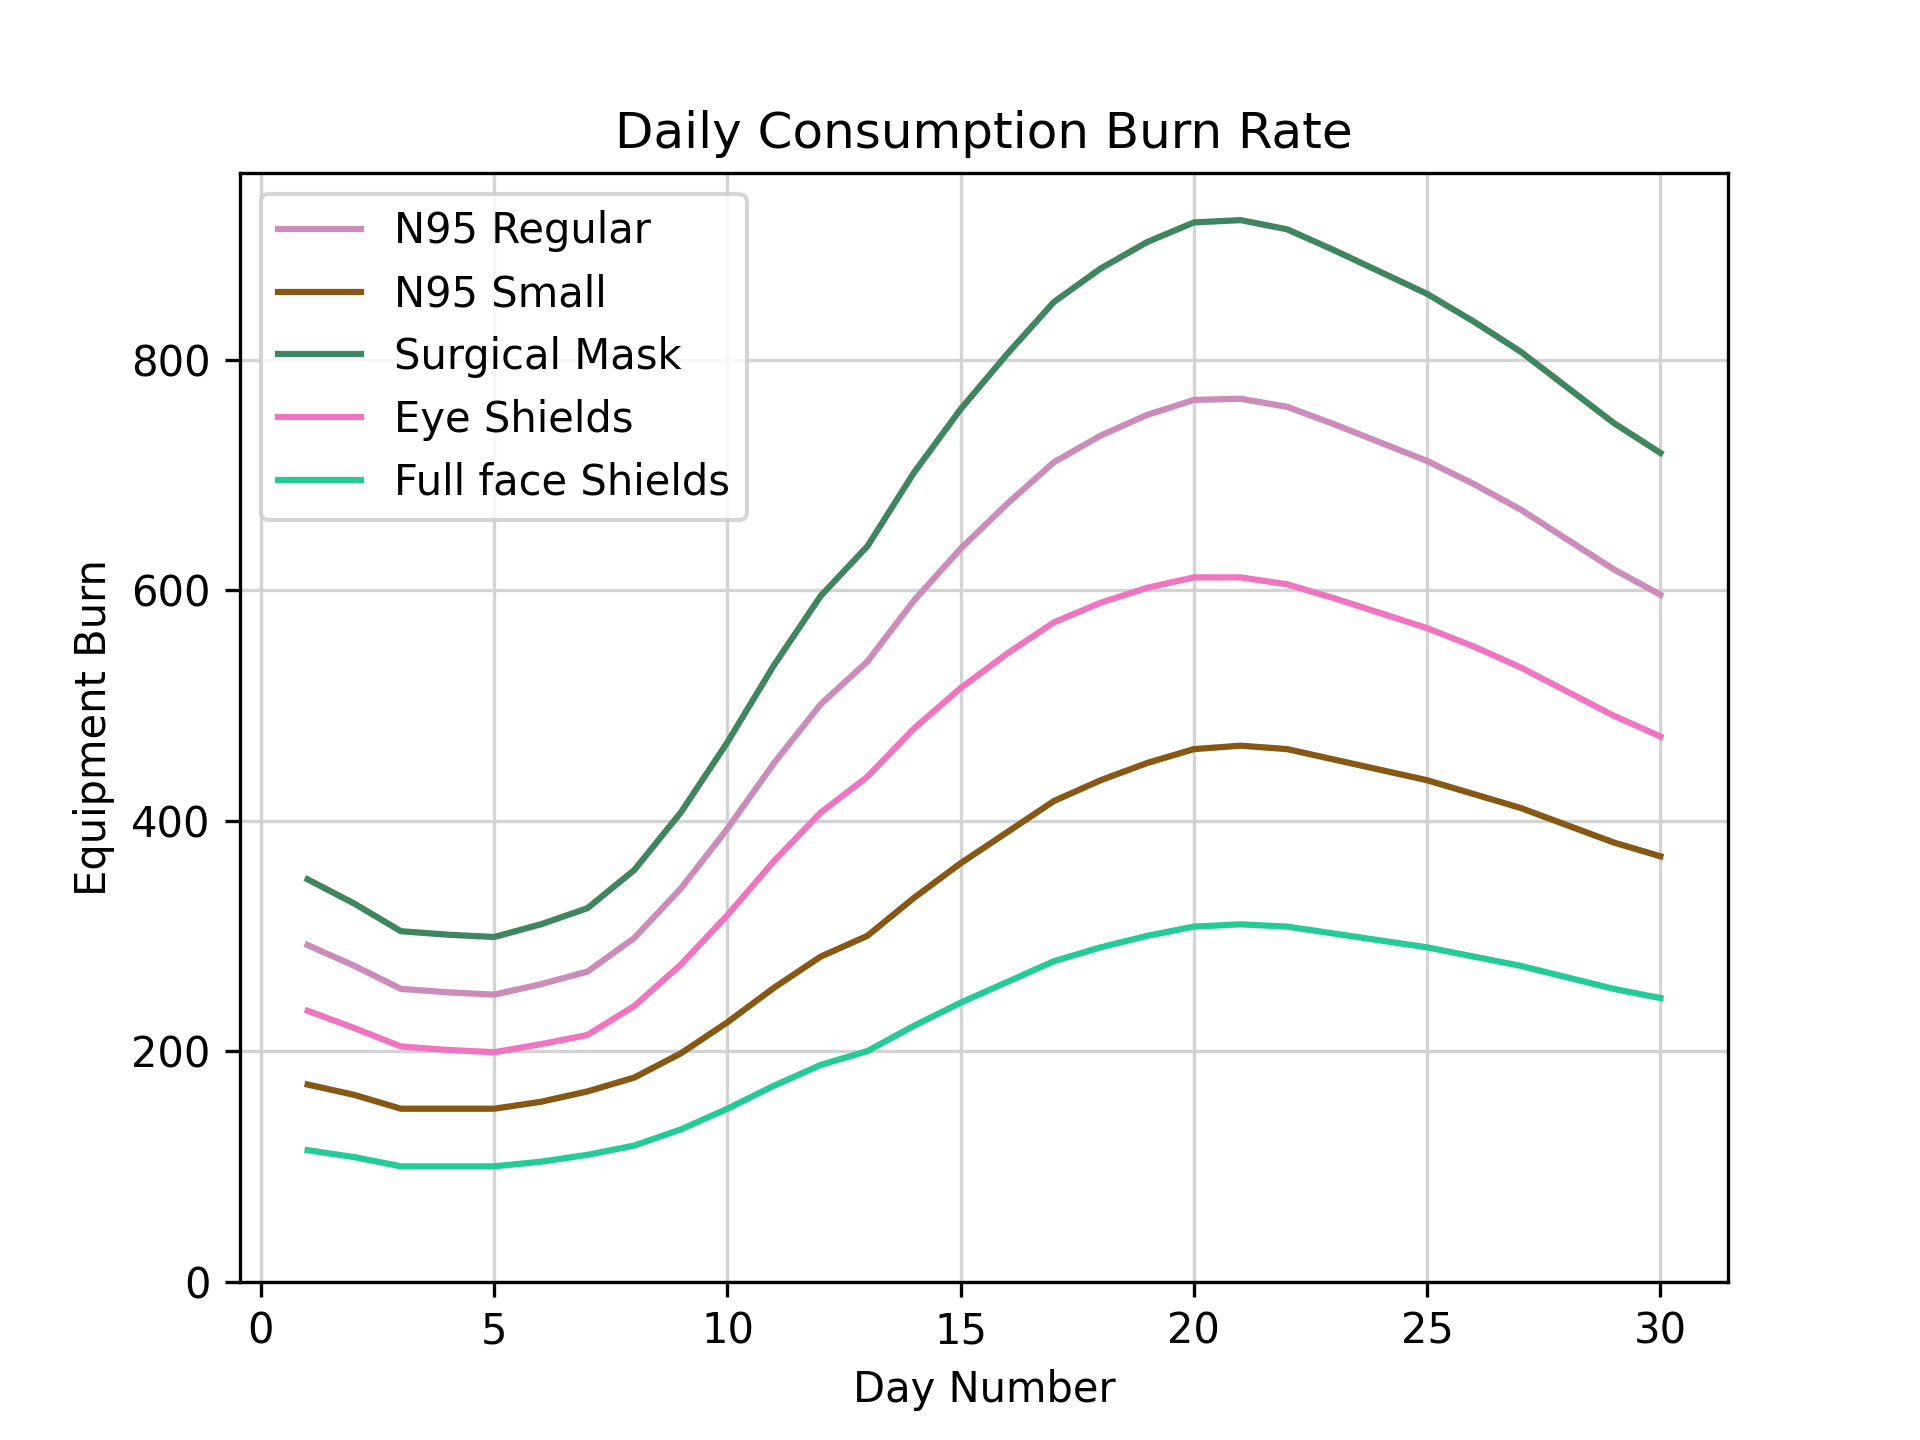 Daily Consumption Burn Rate
N95 Regular
N95 Small
Surgical Mask
Eye Shields
Full face Shields
Equipment Burn
800
600
400
200
0
0 5 10 15 20 25 30
Day Number